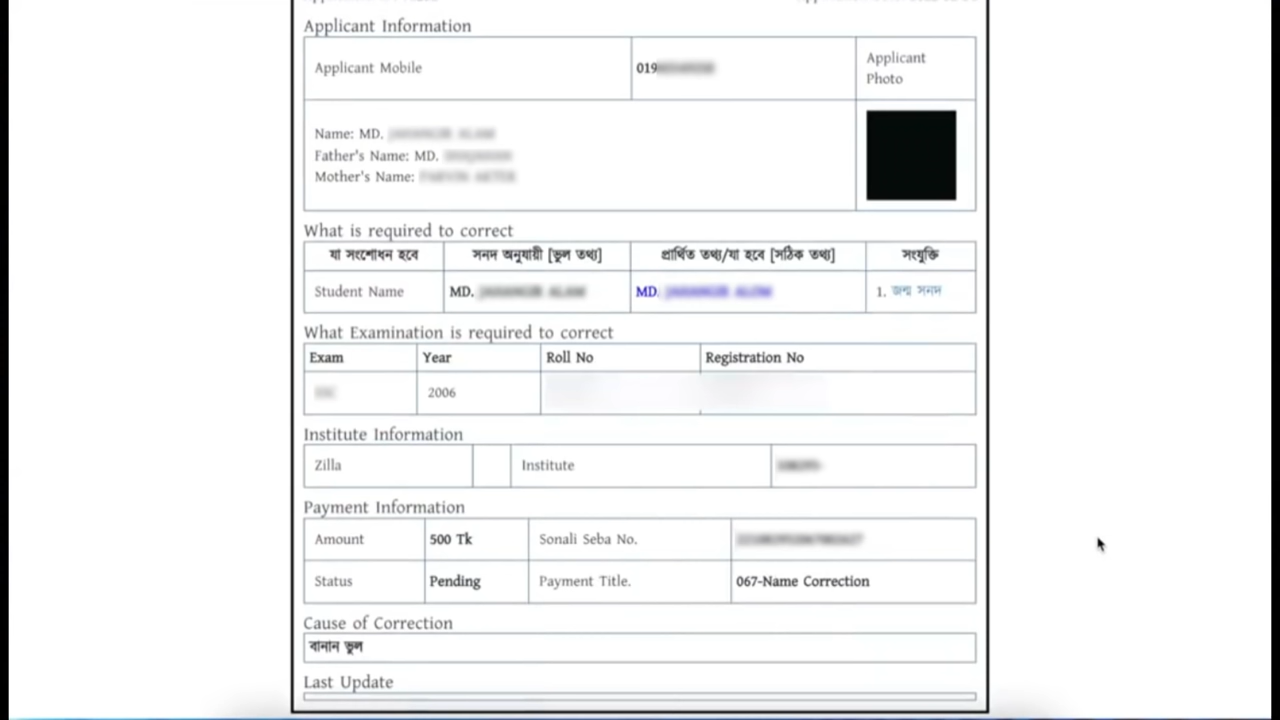 Applicant Information
Applicant Mobile 019 Applicant Photo
Name: MD.
Father's Name: MD.
Mother's Name:
What is required to correct
যা সংশোধন হবে সনদ অনুযায়ী [ভুল তথ্য] প্রার্থিত তথ্য/যা হবে [সঠিক তথ্য] সংযুক্তি
Student Name MD. MD. 1. জন্ম সনদ
What Examination is required to correct
Exam Year Roll No Registration No
2006
Institute Information
Zilla Institute
Payment Information
Amount 500 Tk Sonali Seba No.
Status Pending Payment Title. 067-Name Correction
Cause of Correction
বানান ভুল
Last Update